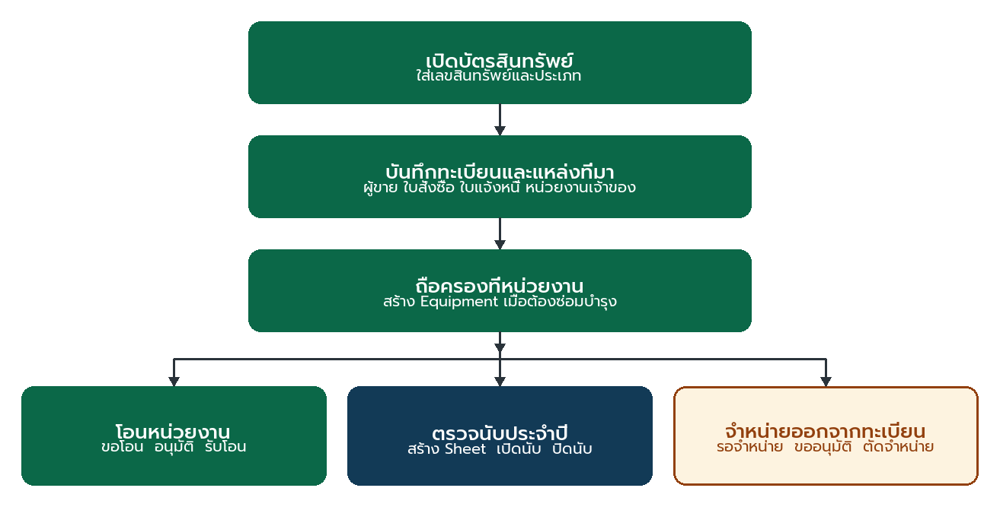 เปิดบัตรสินทรัพย์
ใส่เลขสินทรัพย์และประเภท
บันทึกทะเบียนและแหล่งที่มา
ผู้ขาย ใบสั่งซื้อ ใบแจ้งหนี้ หน่วยงานเจ้าของ
ถือครองที่หน่วยงาน
สร้าง Equipment เมื่อต้องซ่อมบำรุง
โอนหน่วยงาน
ขอโอน อนุมัติ รับโอน
ตรวจนับประจำปี
สร้าง Sheet เปิดนับ ปิดนับ
จำหน่ายออกจากทะเบียน
รอจำหน่าย ขออนุมัติ ตัดจำหน่าย